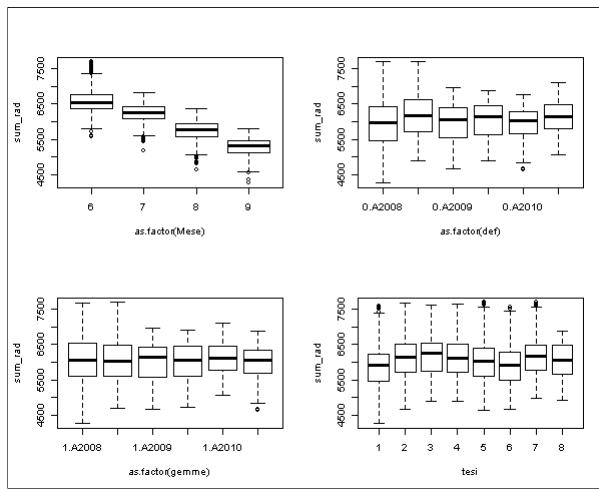 sum_rad
7500
6500
5500
4500
6 7 8 9
as.factor(Mese)
sum_rad
7500
6500
5500
4500
0.A2008 0.A2009 0.A2010
as.factor(def)
sum_rad
7500
6500
5500
4500
1.A2008 1.A2009 1.A2010
as.factor(gemme)
sum_rad
7500
6500
5500
4500
1 2 3 4 5 6 7 8
tesi